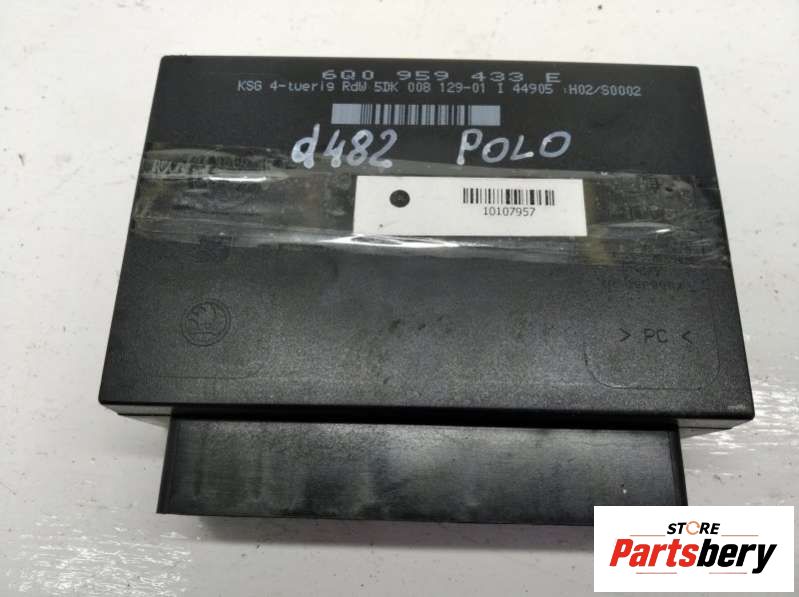 6Q0 959 433 E
KSG 4-tuerig RdW 5DK 008 129-01 I 44905 :H02/S0002
d482 POLO
10107957
> PC <
STORE
Partsbery